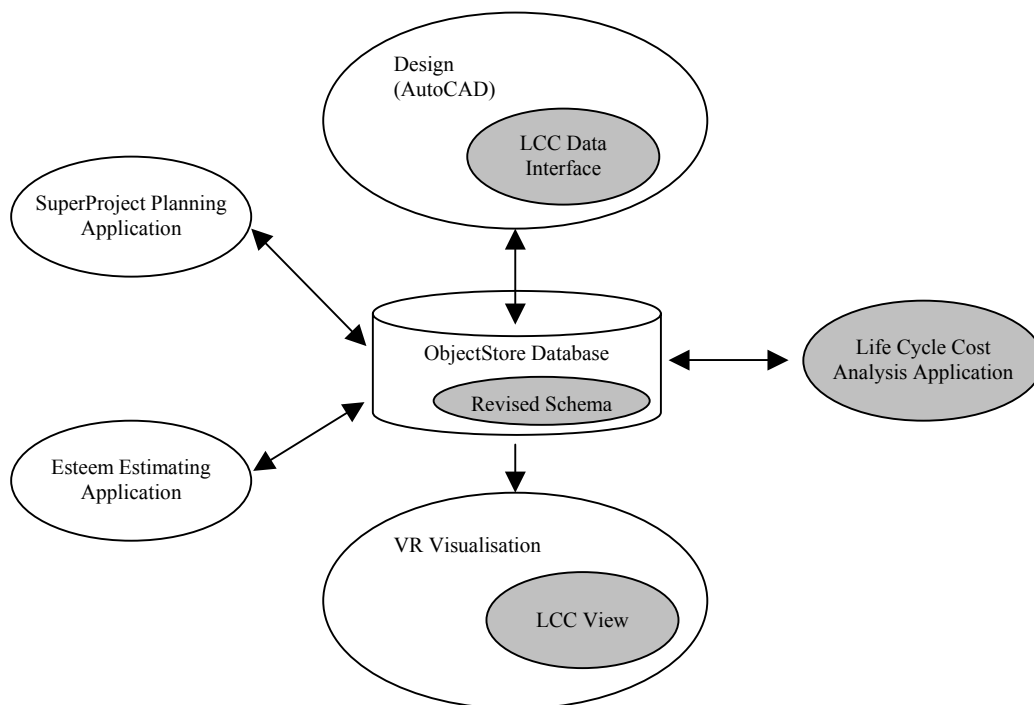 Design
(AutoCAD)
LCC Data
Interface
SuperProject Planning
Application
ObjectStore Database
Revised Schema
Life Cycle Cost
Analysis Application
Esteem Estimating
Application
VR Visualisation
LCC View